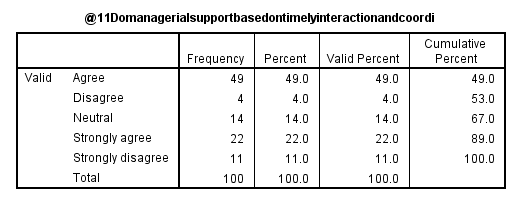 @11Domanagerialsupportbasedontimelyinteractionandcoordi
Frequency Percent Valid Percent Cumulative Percent
Valid Agree 49 49.0 49.0 49.0
Disagree 4 4.0 4.0 53.0
Neutral 14 14.0 14.0 67.0
Strongly agree 22 22.0 22.0 89.0
Strongly disagree 11 11.0 11.0 100.0
Total 100 100.0 100.0